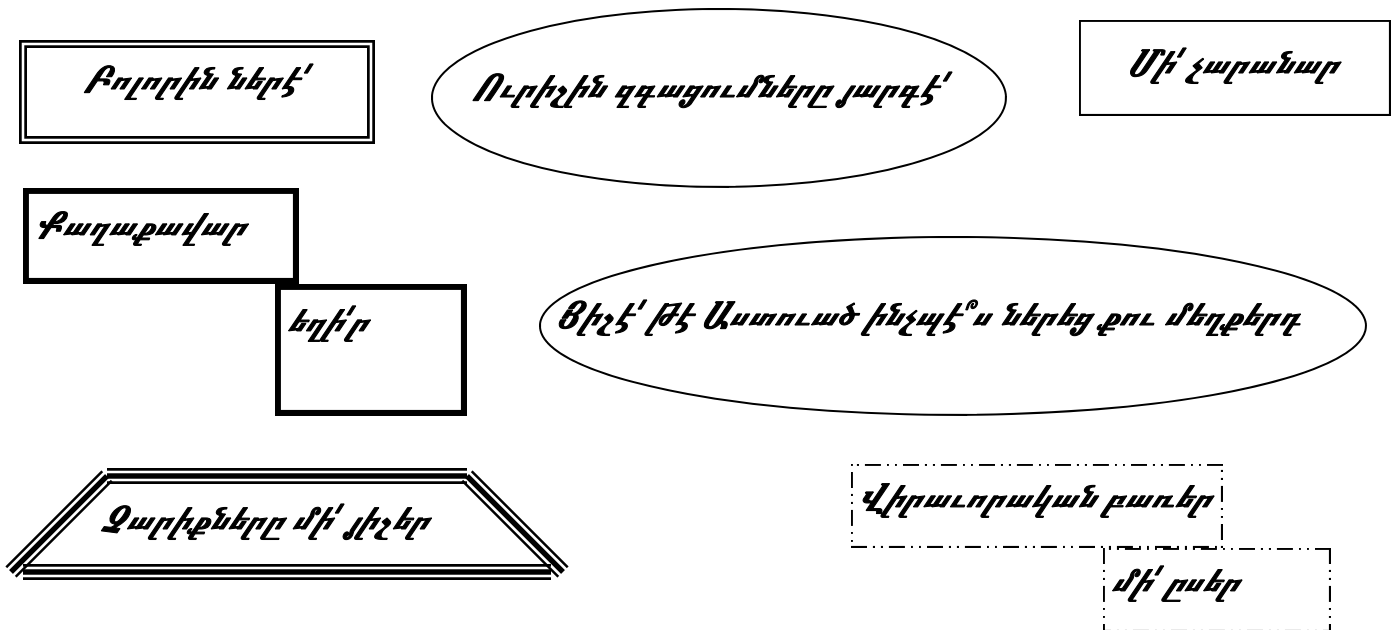 Բոլորին ներէ՛
Ուրիշին զգացումները յարգէ՛
Մի՛ չարանար
Քաղաքավար
եղի՛ր
Յիշէ՛ թէ Աստուած ինչպէ՞ս ներեց քու մեղքերդ
Չարիքները մի՛ յիշեր
Վիրաւորական բառեր
մի՛ ըսեր